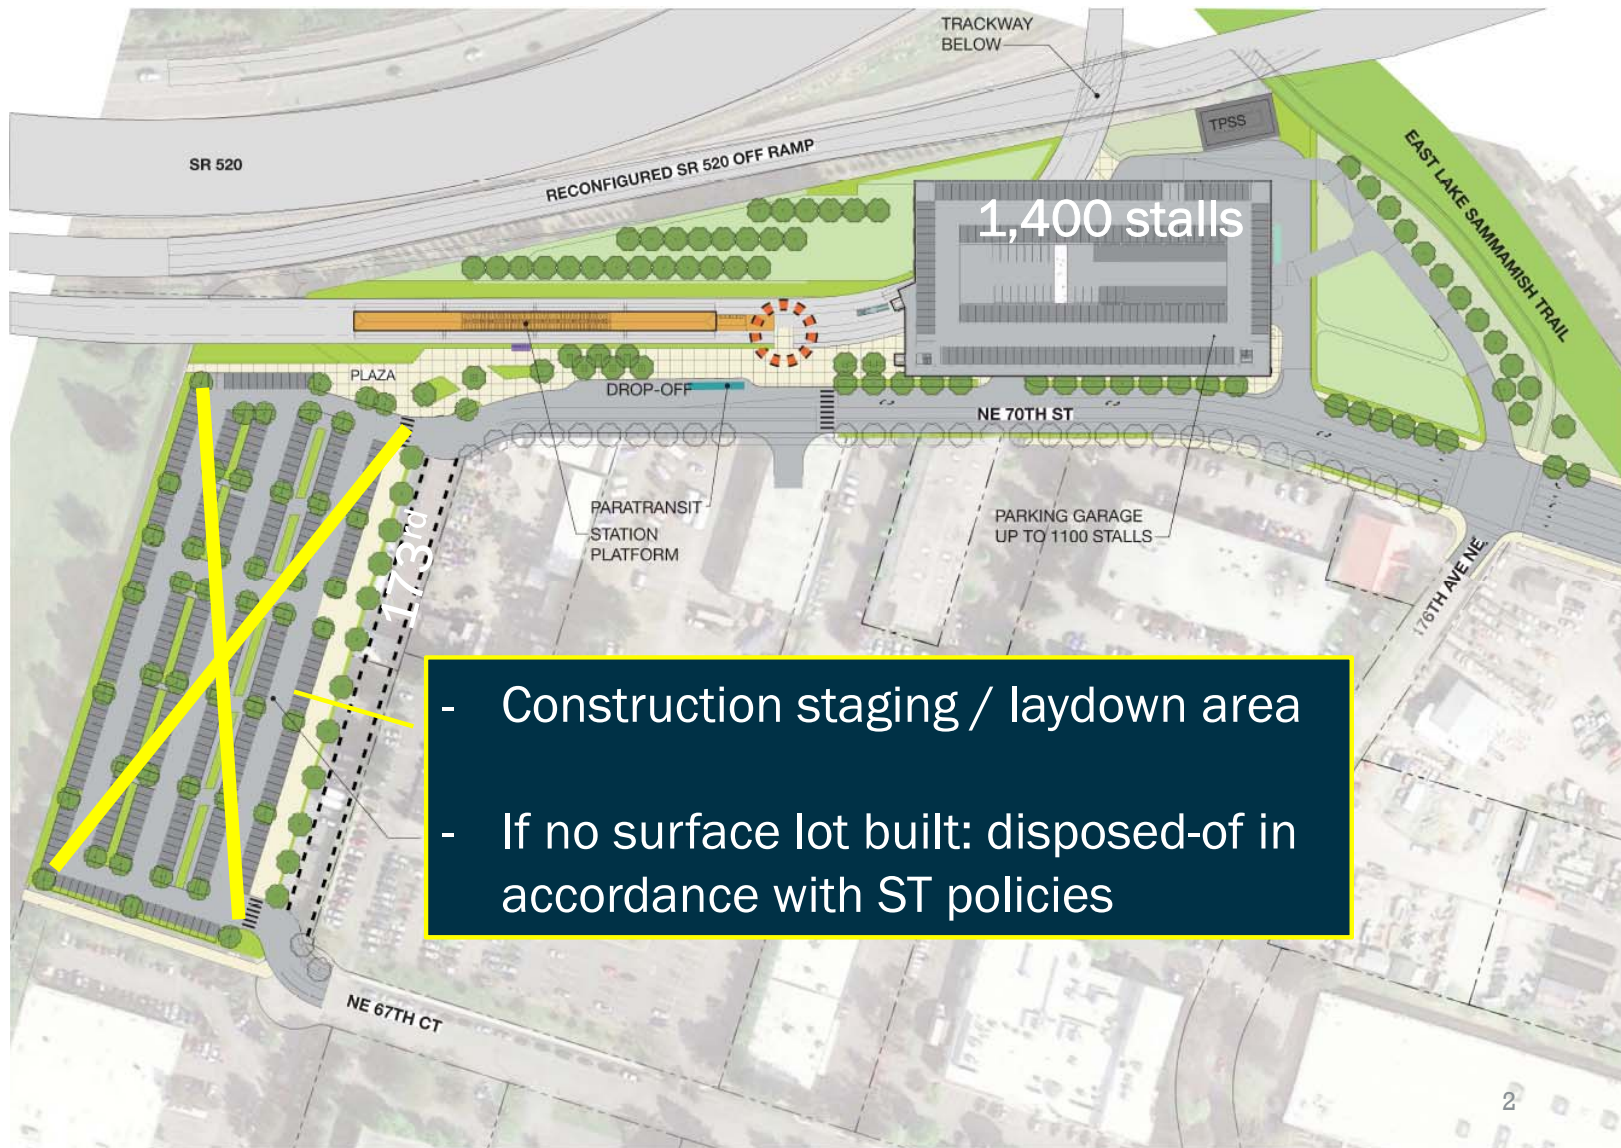 TRACKWAY
BELOW
TPSS
SR 520
RECONFIGURED SR 520 OFF RAMP
EAST LAKE SAMMAMISH TRAIL
1,400 stalls
PLAZA
DROP-OFF
NE 70TH ST
PARATRANSIT
STATION
PLATFORM
PARKING GARAGE
UP TO 1100 STALLS
173rd
176TH AVE NE
- Construction staging / laydown area
- If no surface lot built: disposed-of in
accordance with ST policies
NE 67TH CT
2